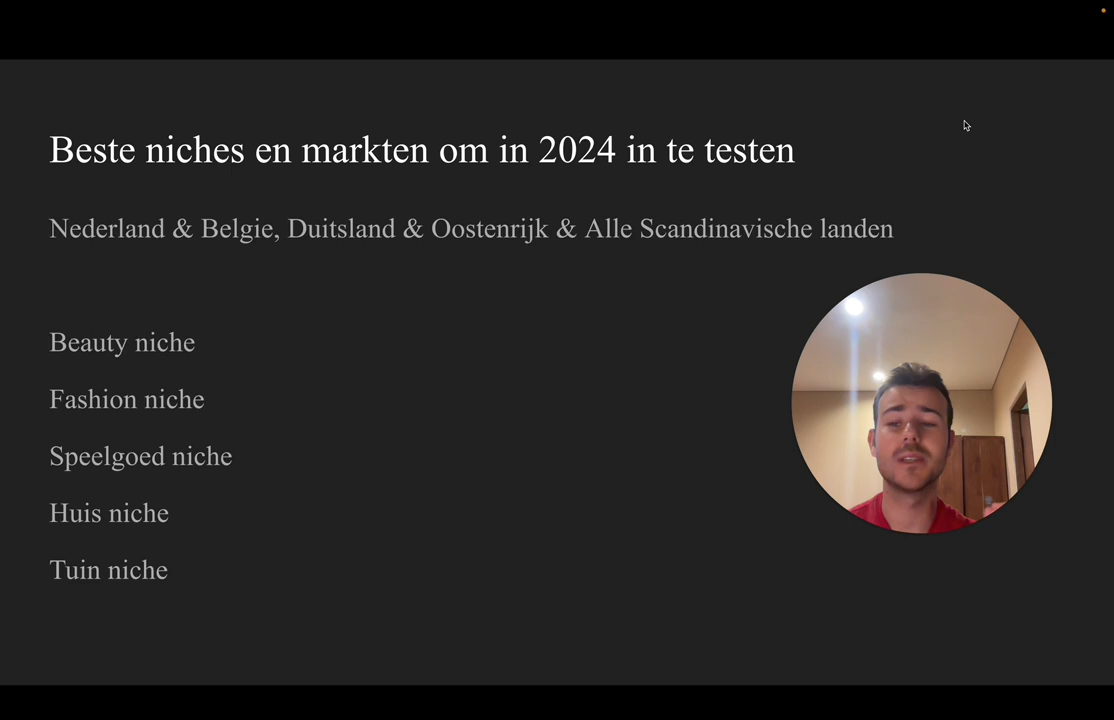 Beste niches en markten om in 2024 in te testen
Nederland & Belgie, Duitsland & Oostenrijk & Alle Scandinavische landen
Beauty niche
Fashion niche
Speelgoed niche
Huis niche
Tuin niche